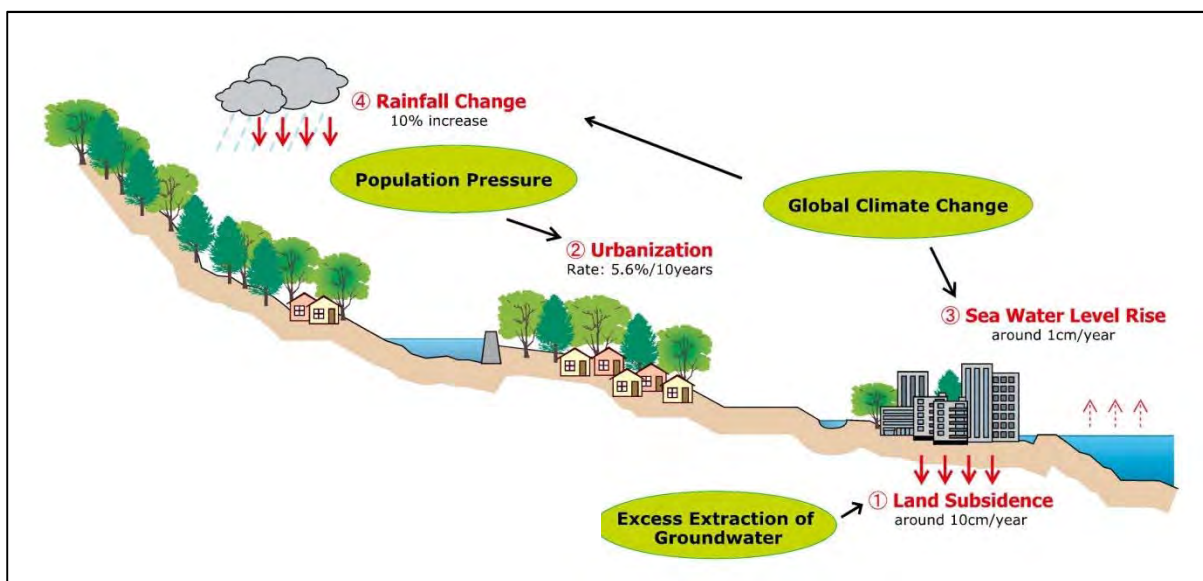 ④ Rainfall Change
10% increase
Population Pressure
Global Climate Change
② Urbanization
Rate: 5.6%/10years
③ Sea Water Level Rise
around 1cm/year
① Land Subsidence
around 10cm/year
Excess Extraction of
Groundwater